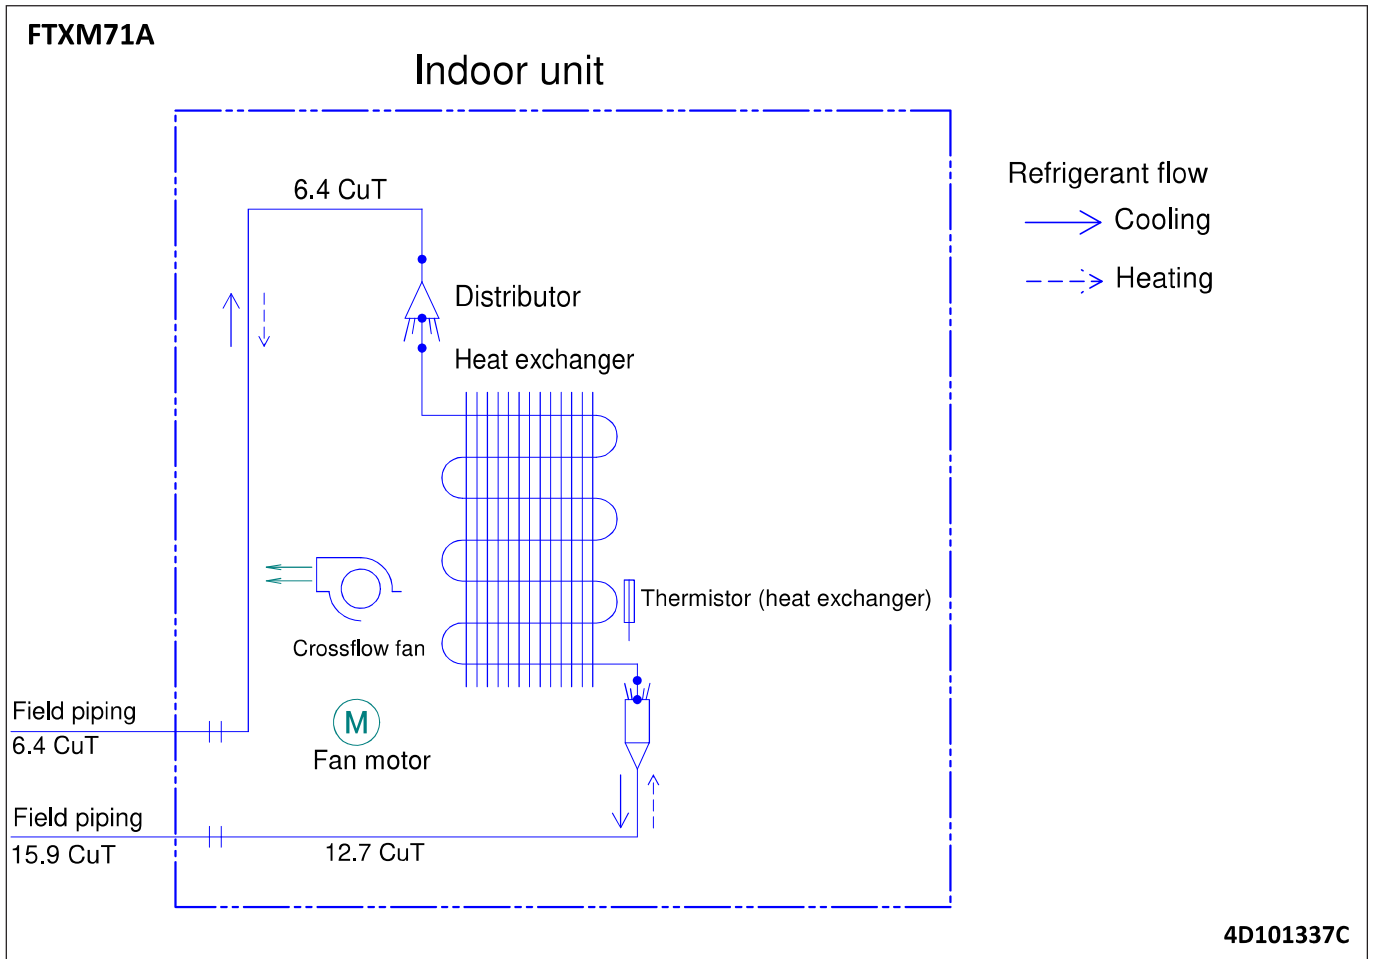 FTXM71A
Indoor unit
6.4 CuT
Refrigerant flow
Cooling
Heating
Distributor
Heat exchanger
Thermistor (heat exchanger)
Crossflow fan
M
Fan motor
Field piping
6.4 CuT
Field piping
15.9 CuT
12.7 CuT
4D101337C